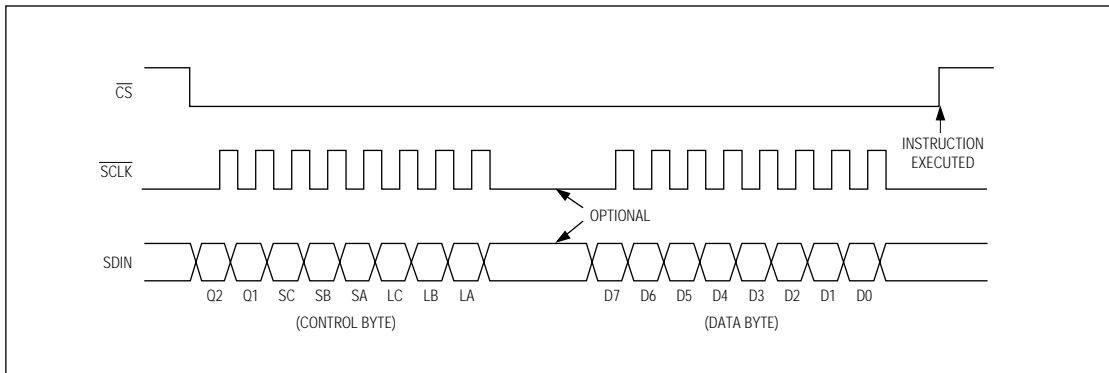 CS
INSTRUCTION
EXECUTED
SCLK
OPTIONAL
SDIN
Q2 Q1 SC SB SA LC LB LA D7 D6 D5 D4 D3 D2 D1 D0
(CONTROL BYTE) (DATA BYTE)